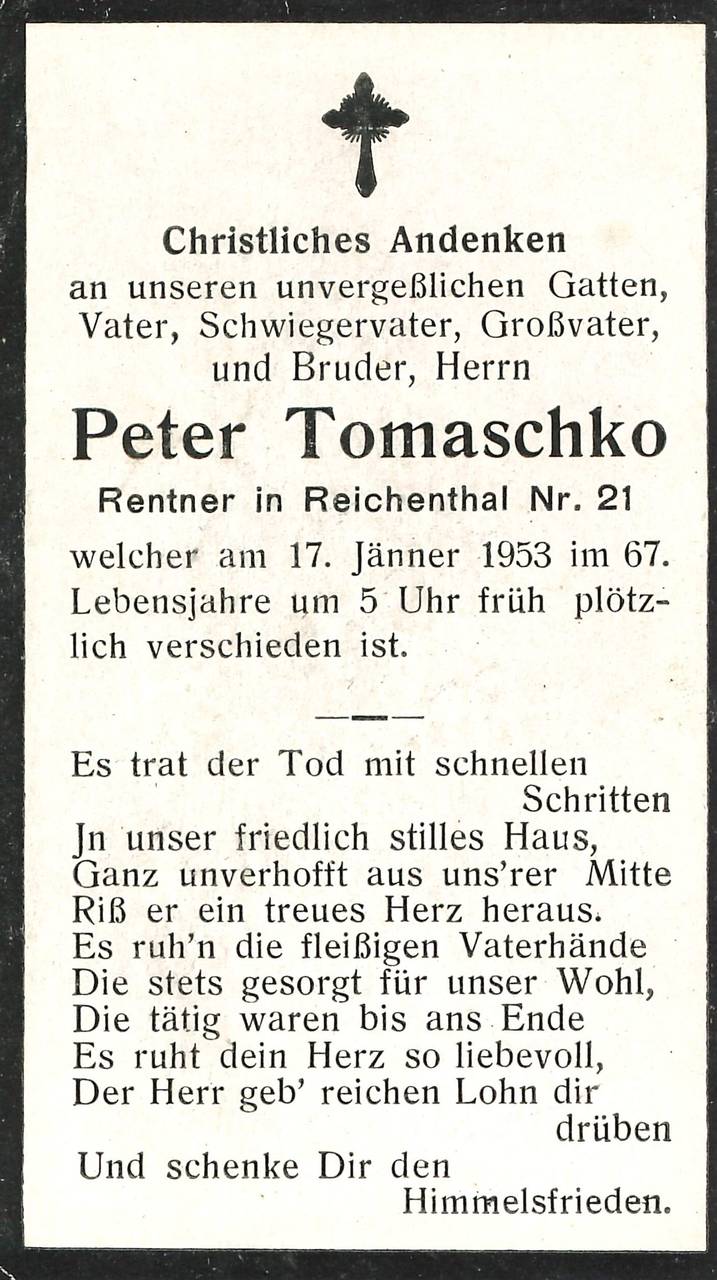 Christliches Andenken
an unseren unvergeßlichen Gatten,
Vater, Schwiegervater, Großvater,
und Bruder, Herrn
Peter Tomaschko
Rentner in Reichenthal Nr. 21
welcher am 17. Jänner 1953 im 67.
Lebensjahre um 5 Uhr früh plötz-
lich verschieden ist.
Es trat der Tod mit schnellen
Schritten
Jn unser friedlich stilles Haus,
Ganz unverhofft aus uns'rer Mitte
Riß er ein treues Herz heraus.
Es ruh'n die fleißigen Vaterhände
Die stets gesorgt für unser Wohl,
Die tätig waren bis ans Ende
Es ruht dein Herz so liebevoll,
Der Herr geb' reichen Lohn dir
drüben
Und schenke Dir den
Himmelsfrieden.